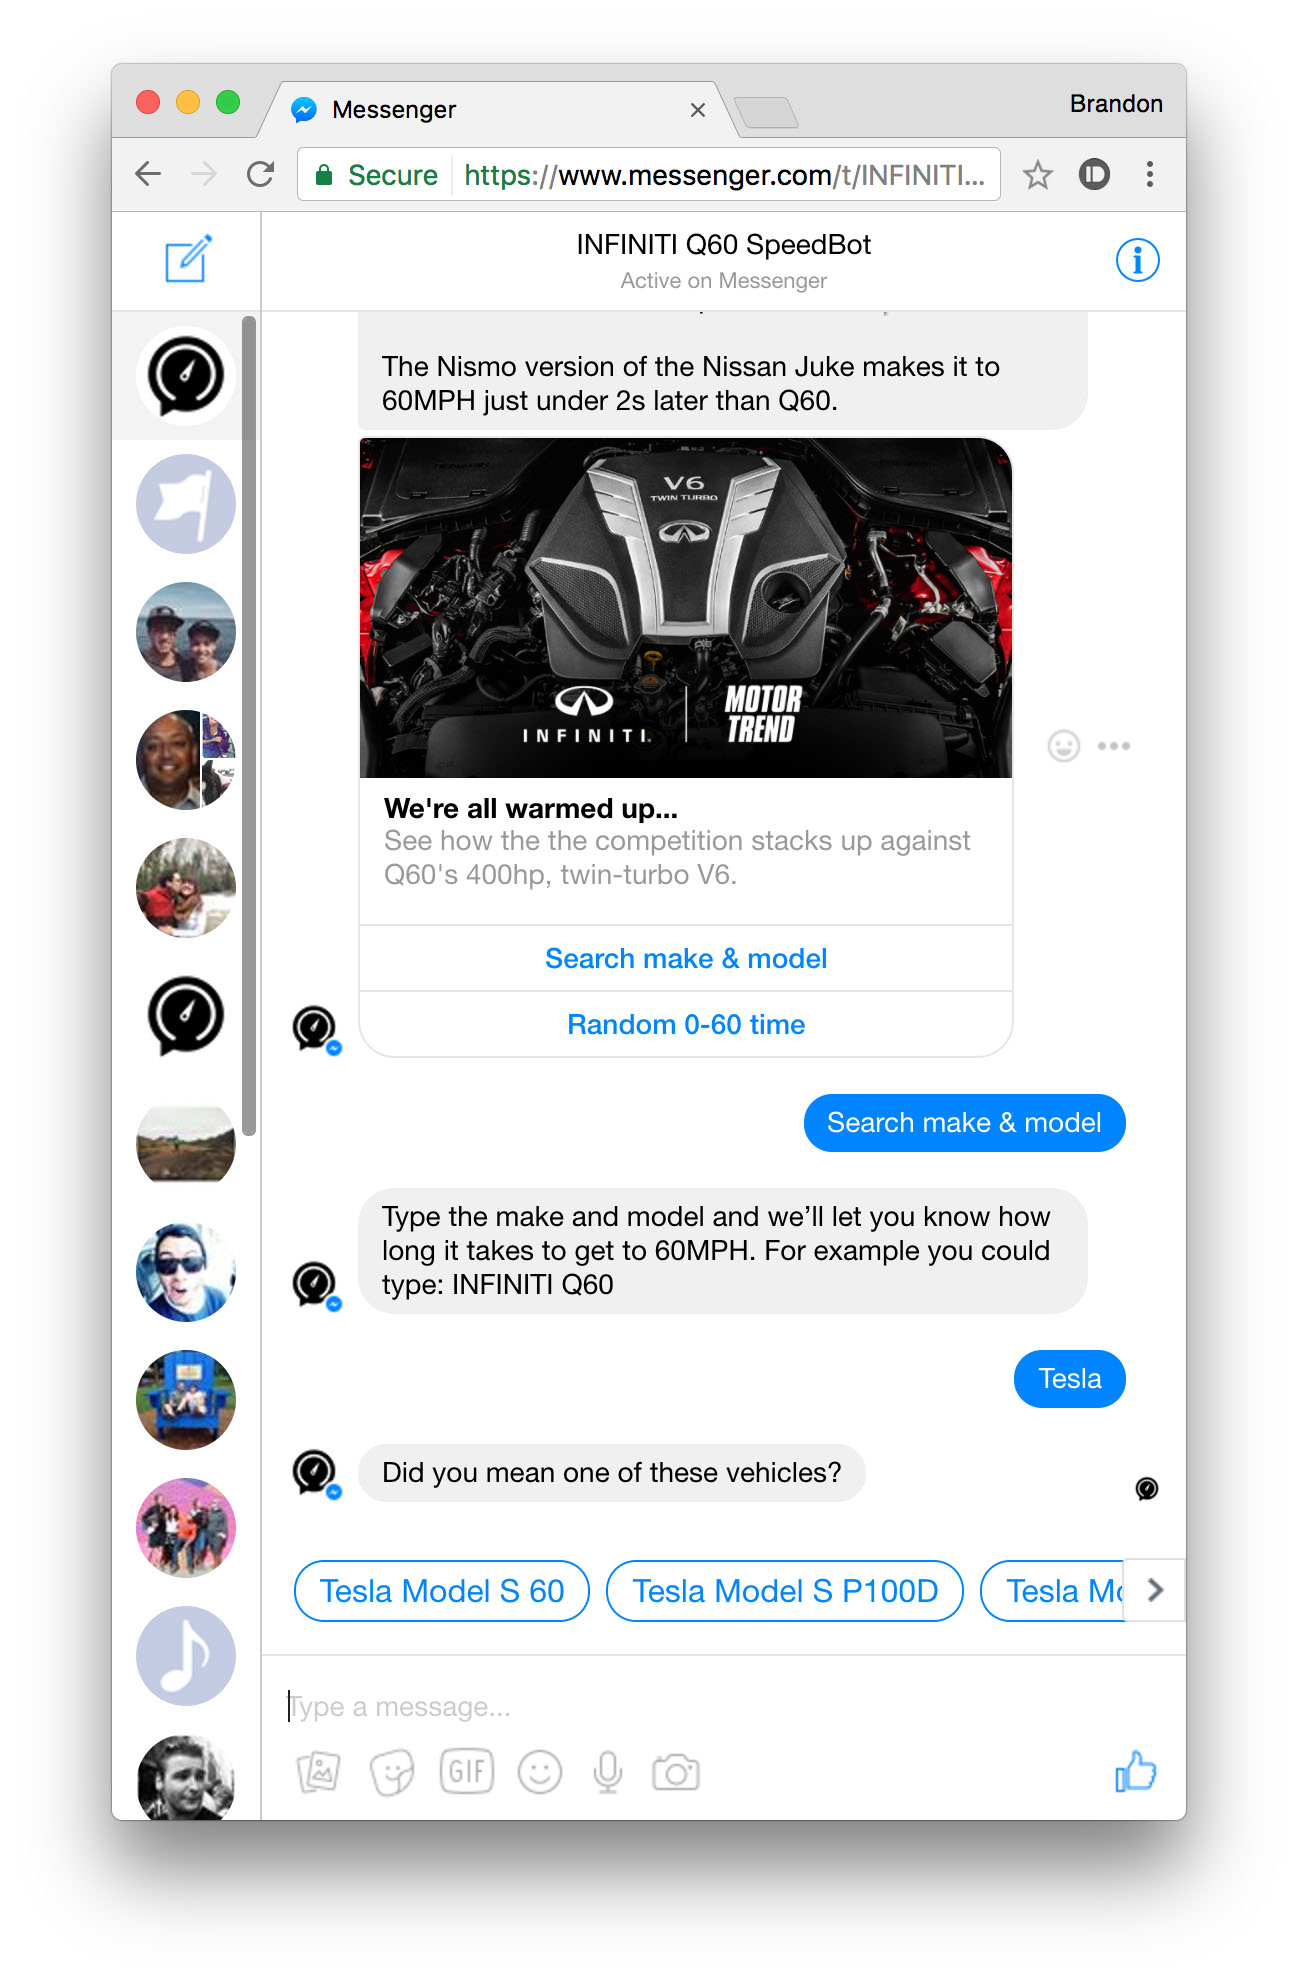 Messenger
Brandon
Secure
https://www.messenger.com/t/INFINITI...
INFINITI Q60 SpeedBot
Active on Messenger
The Nismo version of the Nissan Juke makes it to
60MPH just under 2s later than Q60.
V6
TWIN TURBO
INFINITI.
MOTOR
TREND
We're all warmed up...
See how the the competition stacks up against
Q60's 400hp, twin-turbo V6.
Search make & model
Random 0-60 time
Search make & model
Type the make and model and we’ll let you know how
long it takes to get to 60MPH. For example you could
type: INFINITI Q60
Tesla
Did you mean one of these vehicles?
Tesla Model S 60
Tesla Model S P100D
Tesla
Type a message...
GIF